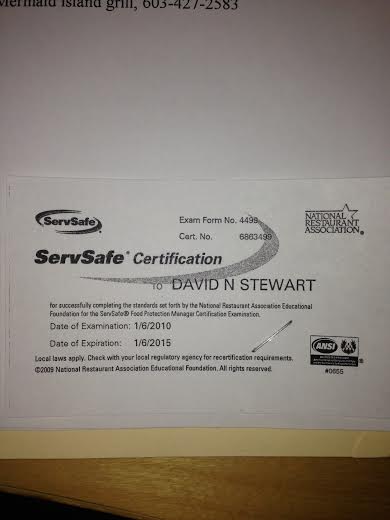 Mermaid Island grill, 603-427-2583
ServSafe
Exam Form No. 4499
Cert. No. 6863499
NATIONAL
RESTAURANT
ASSOCIATION®
ServSafe® Certification
TO DAVID N STEWART
for successfully completing the standards set forth by the National Restaurant Association Educational
Foundation for the ServSafe® Food Protection Manager Certification Examination.
Date of Examination: 1/6/2010
Date of Expiration: 1/6/2015
Local laws apply. Check with your local regulatory agency for recertification requirements.
©2009 National Restaurant Association Educational Foundation. All rights reserved.
ANSI
#0655